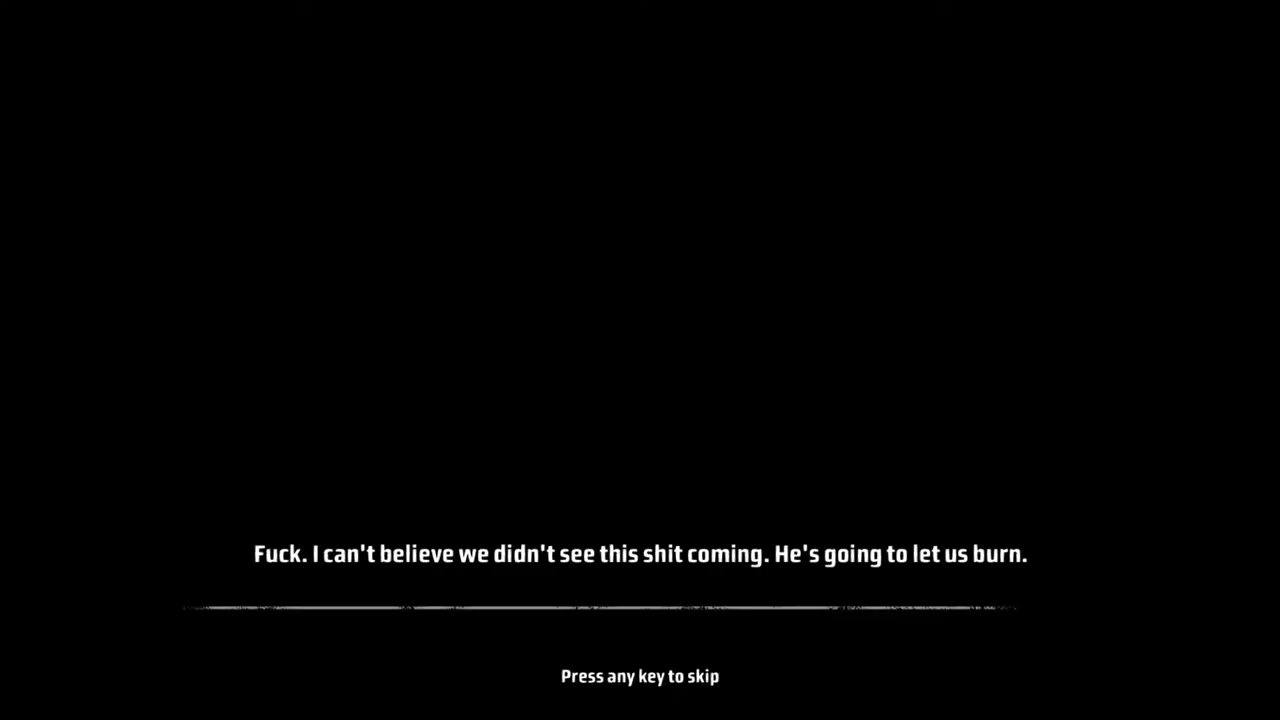 Fuck. I can't believe we didn't see this shit coming. He's going to let us burn.
Press any key to skip